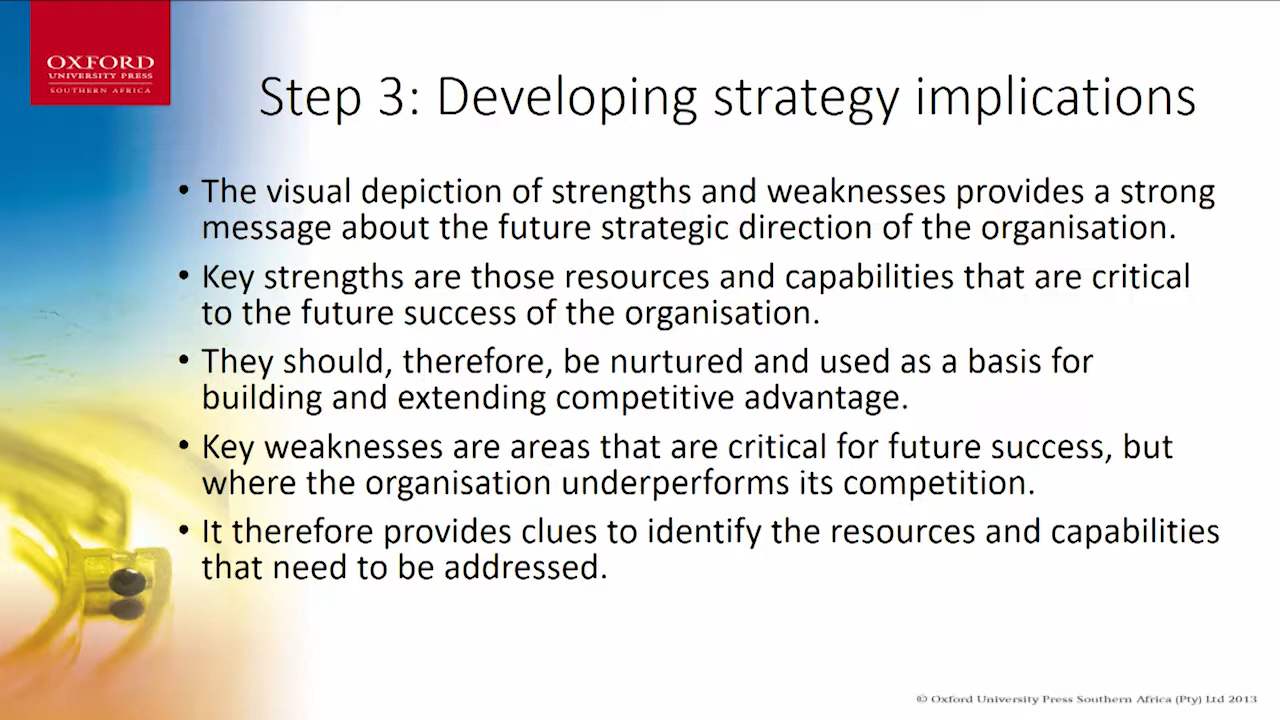 OXFORD
UNIVERSITY PRESS
SOUTHERN AFRICA
Step 3: Developing strategy implications
• The visual depiction of strengths and weaknesses provides a strong
message about the future strategic direction of the organisation.
• Key strengths are those resources and capabilities that are critical
to the future success of the organisation.
• They should, therefore, be nurtured and used as a basis for
building and extending competitive advantage.
• Key weaknesses are areas that are critical for future success, but
where the organisation underperforms its competition.
• It therefore provides clues to identify the resources and capabilities
that need to be addressed.
© Oxford University Press Southern Africa (Pty) Ltd 2013